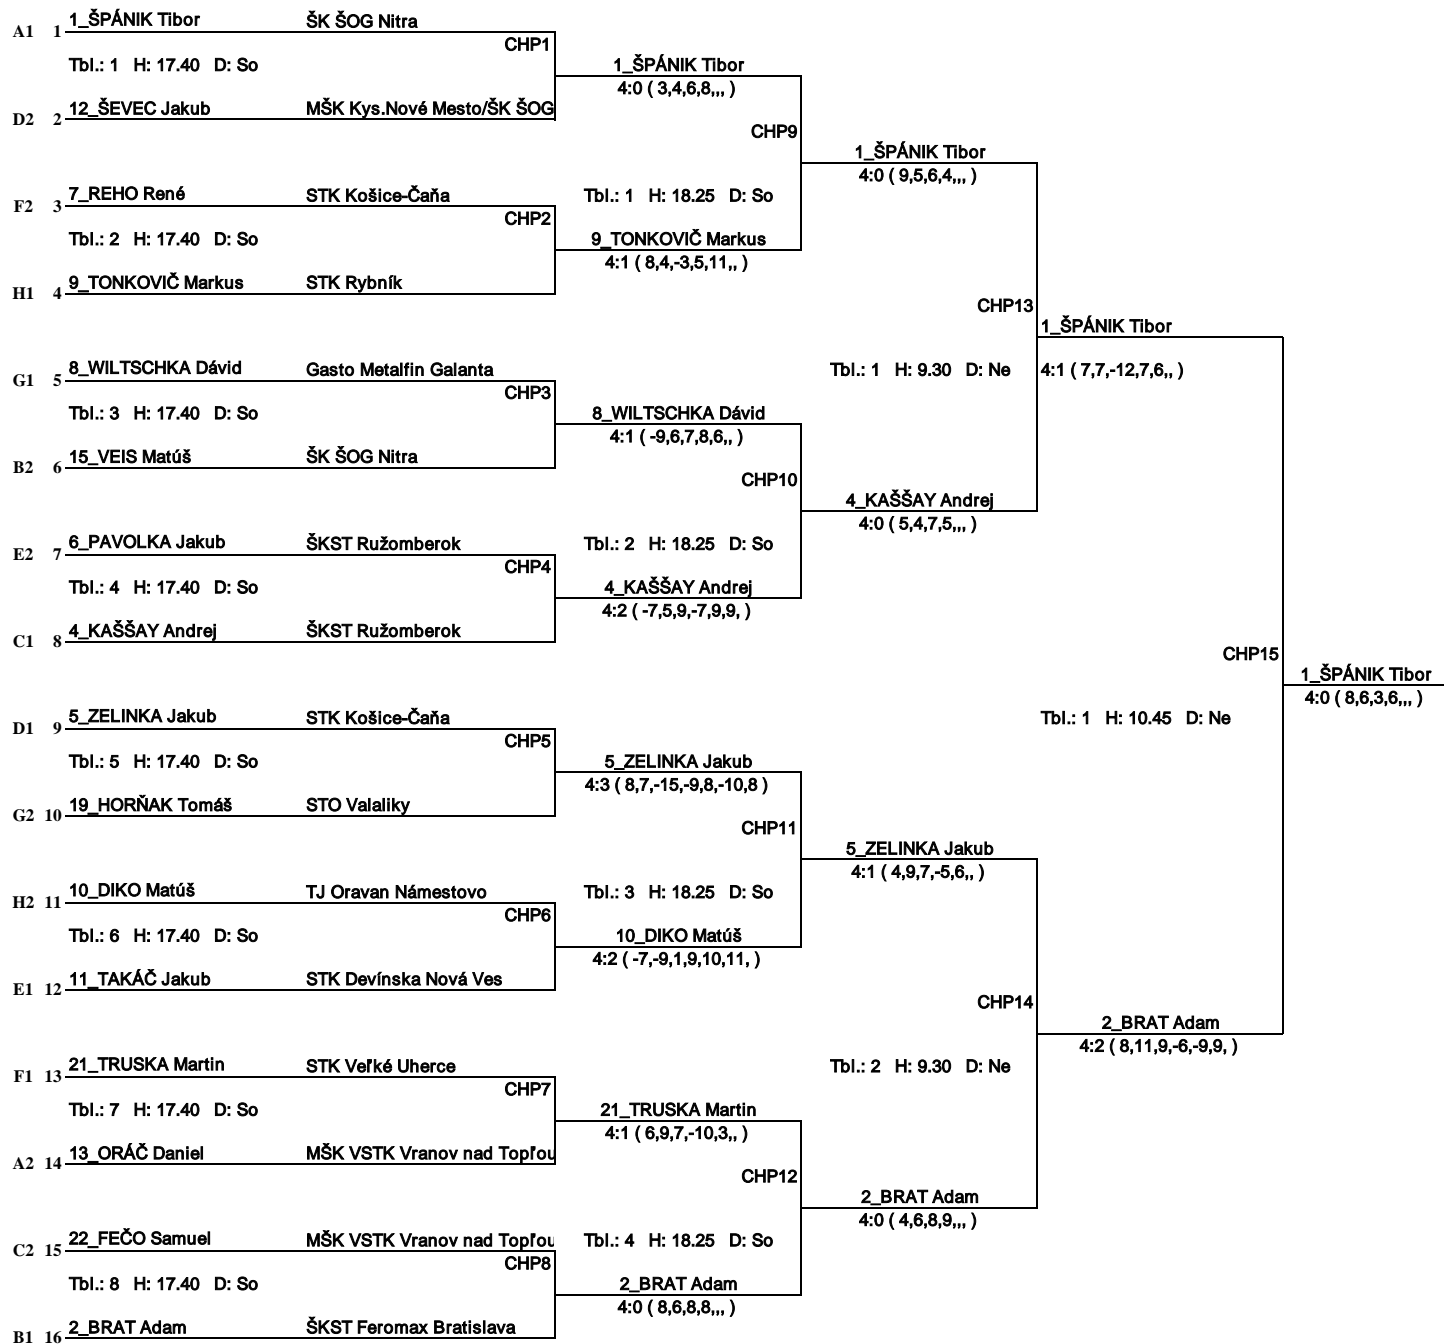 A1 1 1_ŠPÁNIK Tibor ŠK ŠOG Nitra
CHP1
Tbl.: 1 H: 17.40 D: So
1_ŠPÁNIK Tibor
4:0 ( 3,4,6,8,,, )
D2 2 12_ŠEVEC Jakub MŠK Kys.Nové Mesto/ŠK ŠOG
CHP9
1_ŠPÁNIK Tibor
4:0 ( 9,5,6,4,,, )
F2 3 7_REHO René STK Košice-Čaňa
Tbl.: 1 H: 18.25 D: So
CHP2
Tbl.: 2 H: 17.40 D: So
9_TONKOVIČ Markus
4:1 ( 8,4,-3,5,11,, )
H1 4 9_TONKOVIČ Markus STK Rybník
CHP13
1_ŠPÁNIK Tibor
G1 5 8_WILTSCHKA Dávid Gasto Metalfin Galanta
Tbl.: 1 H: 9.30 D: Ne
4:1 ( 7,7,-12,7,6,, )
CHP3
Tbl.: 3 H: 17.40 D: So
8_WILTSCHKA Dávid
4:1 ( -9,6,7,8,6,, )
B2 6 15_VEIS Matúš ŠK ŠOG Nitra
CHP10
4_KAŠŠAY Andrej
4:0 ( 5,4,7,5,,, )
E2 7 6_PAVOLKA Jakub ŠKST Ružomberok
Tbl.: 2 H: 18.25 D: So
CHP4
Tbl.: 4 H: 17.40 D: So
4_KAŠŠAY Andrej
4:2 ( -7,5,9,-7,9,9, )
C1 8 4_KAŠŠAY Andrej ŠKST Ružomberok
CHP15
1_ŠPÁNIK Tibor
4:0 ( 8,6,3,6,,, )
D1 9 5_ZELINKA Jakub STK Košice-Čaňa
Tbl.: 1 H: 10.45 D: Ne
CHP5
Tbl.: 5 H: 17.40 D: So
5_ZELINKA Jakub
4:3 ( 8,7,-15,-9,8,-10,8 )
G2 10 19_HORŇAK Tomáš STO Valaliky
CHP11
5_ZELINKA Jakub
4:1 ( 4,9,7,-5,6,, )
H2 11 10_DIKO Matúš TJ Oravan Námestovo
Tbl.: 3 H: 18.25 D: So
CHP6
Tbl.: 6 H: 17.40 D: So
10_DIKO Matúš
4:2 ( -7,-9,1,9,10,11, )
E1 12 11_TAKÁČ Jakub STK Devínska Nová Ves
CHP14
2_BRAT Adam
4:2 ( 8,11,9,-6,-9,9, )
F1 13 21_TRUSKA Martin STK Veľké Uherce
Tbl.: 2 H: 9.30 D: Ne
CHP7
Tbl.: 7 H: 17.40 D: So
21_TRUSKA Martin
4:1 ( 6,9,7,-10,3,, )
A2 14 13_ORÁČ Daniel MŠK VSTK Vranov nad Topľou
CHP12
2_BRAT Adam
4:0 ( 4,6,8,9,,, )
C2 15 22_FEČO Samuel MŠK VSTK Vranov nad Topľou
Tbl.: 4 H: 18.25 D: So
CHP8
Tbl.: 8 H: 17.40 D: So
2_BRAT Adam
4:0 ( 8,6,8,8,,, )
B1 16 2_BRAT Adam ŠKST Feromax Bratislava